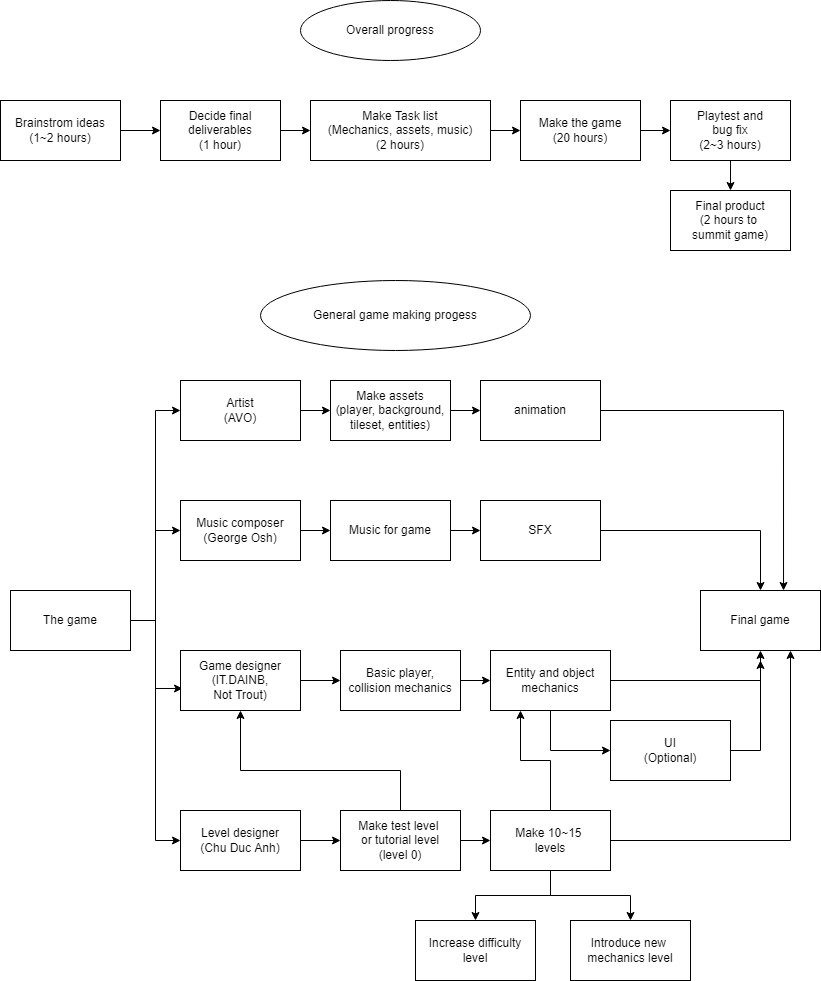 Overall progress
Brainstrom ideas
(1~2 hours)
Decide final
deliverables
(1 hour)
Make Task list
(Mechanics, assets, music)
(2 hours)
Make the game
(20 hours)
Playtest and
bug fix
(2~3 hours)
Final product
(2 hours to
summit game)
General game making progess
Artist
(AVO)
Make assets
(player, background,
tileset, entities)
animation
Music composer
(George Osh)
Music for game
SFX
The game
Final game
Game designer
(IT.DAINB,
Not Trout)
Basic player,
collision mechanics
Entity and object
mechanics
UI
(Optional)
Level designer
(Chu Duc Anh)
Make test level
or tutorial level
(level 0)
Make 10~15
levels
Increase difficulty
level
Introduce new
mechanics level